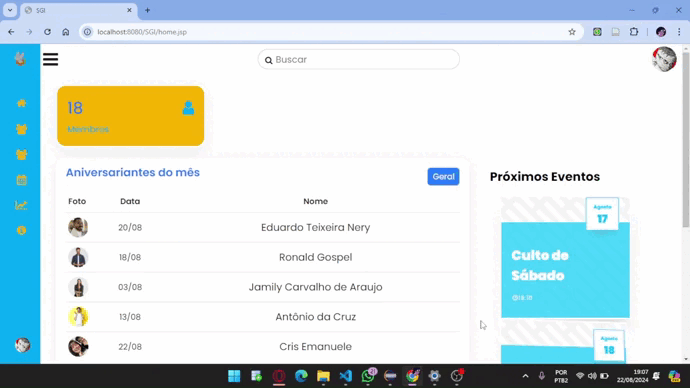 SGI
localhost:8080/SGI/home.jsp
Buscar
18
Membros
Aniversariantes do mês
Geral
Foto Data Nome
20/08 Eduardo Teixeira Nery
18/08 Ronald Gospel
03/08 Jamily Carvalho de Araujo
13/08 Antônio da Cruz
22/08 Cris Emanuele
Próximos Eventos
Agosto
17
Culto de
Sábado
Agosto
18
POR
PTB2
19:07
22/08/2024